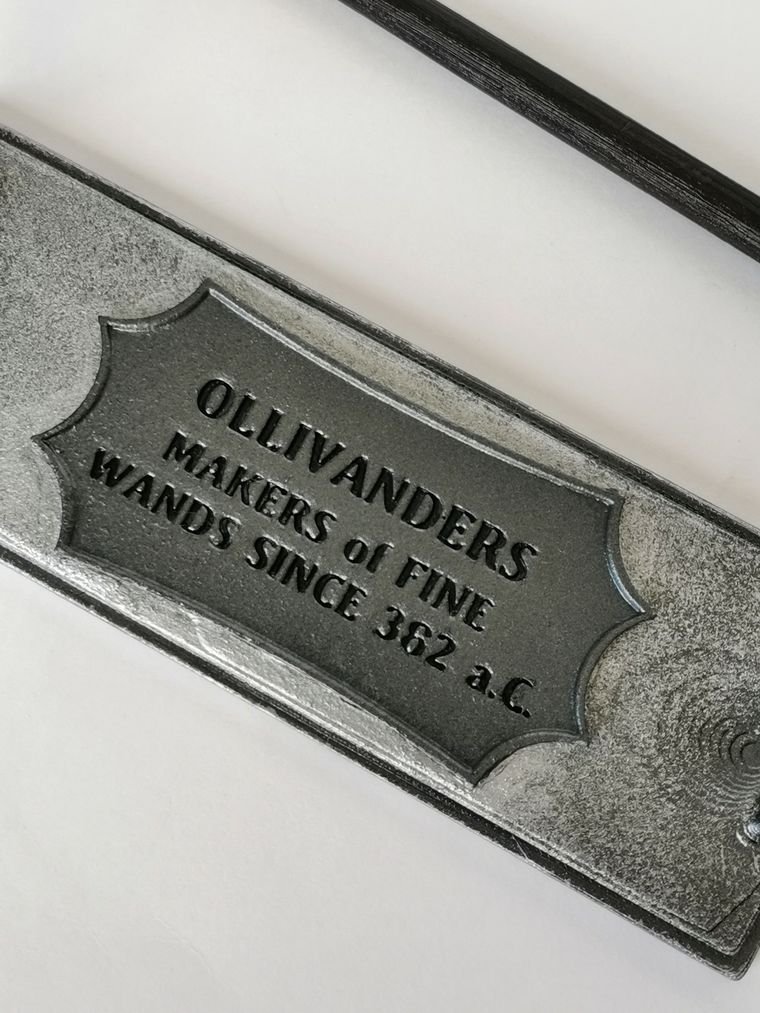 OLLIVANDERS
MAKERS of FINE
WANDS SINCE 382 a.C.